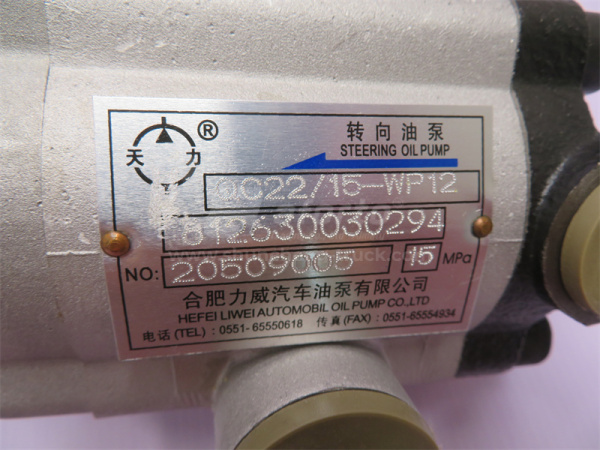 天 力 ®
转向油泵
STEERING OIL PUMP
QC22/15-WP12
812630030294
NO: 20509005 15 MPa
合肥力威汽车油泵有限公司
HEFEI LIWEI AUTOMOBIL OIL PUMP CO.,LTD
电话(TEL) : 0551-65550618 传真(FAX) : 0551-65554934